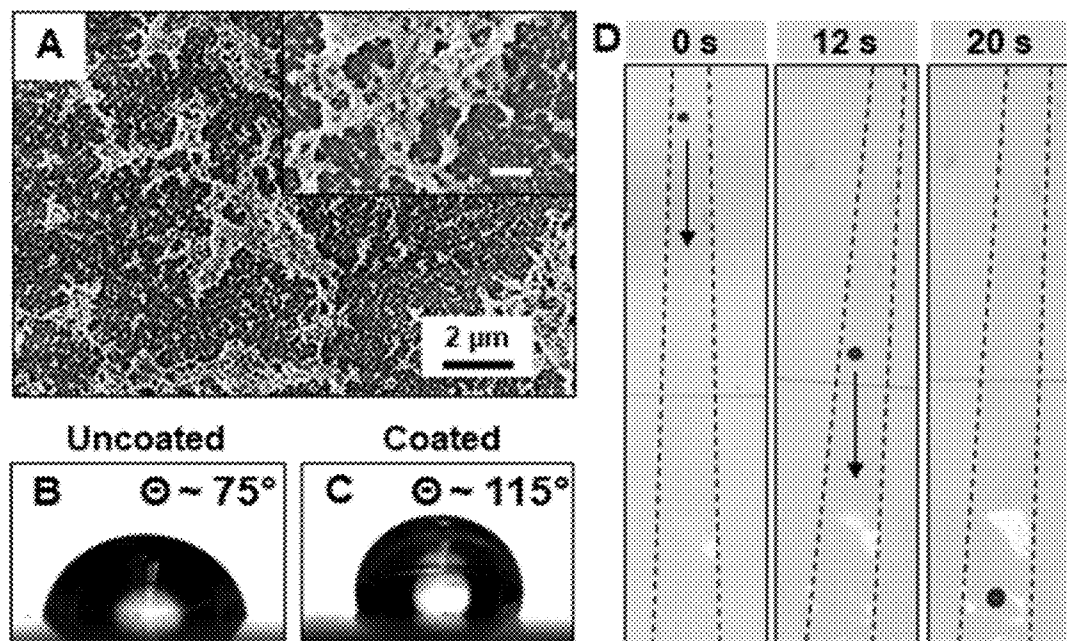 A
2 µm
Uncoated
Coated
B Θ ~ 75°
C Θ ~ 115°
D 0 s 12 s 20 s